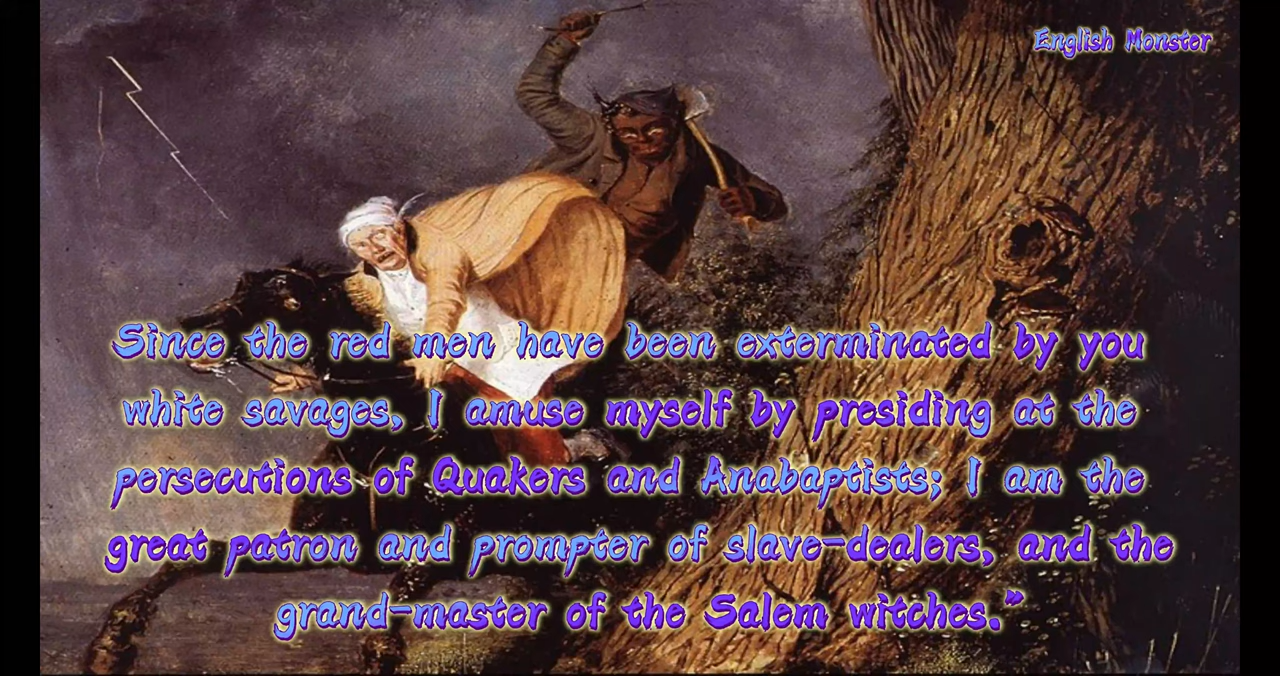 English Monster
Since the red men have been exterminated by you
white savages, I amuse myself by presiding at the
persecutions of Quakers and Anabaptists; I am the
great patron and prompter of slave-dealers, and the
grand-master of the Salem witches.”